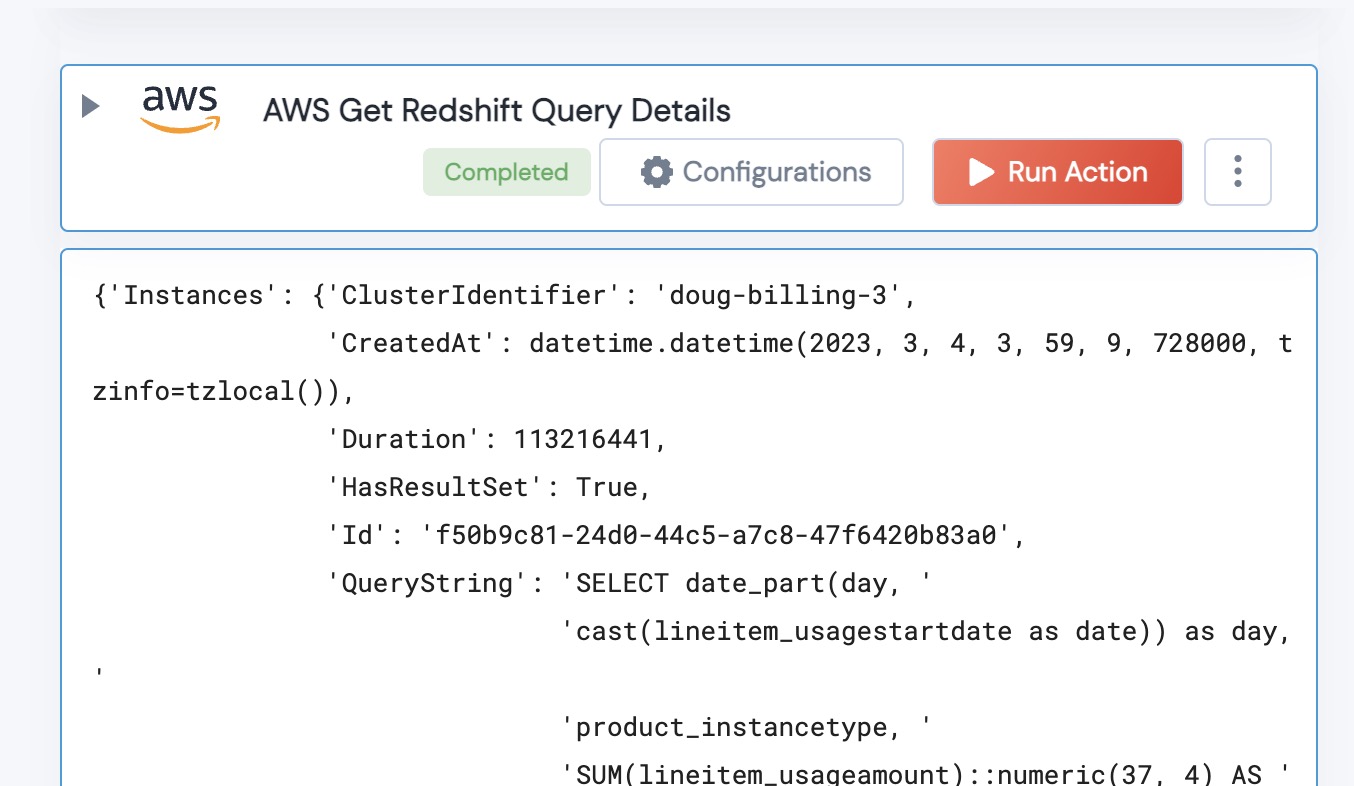 aws
AWS Get Redshift Query Details
Completed
Configurations
Run Action
{'Instances': {'ClusterIdentifier': 'doug-billing-3',
'CreatedAt': datetime.datetime(2023, 3, 4, 3, 59, 9, 728000, t
zinfo=tzlocal()),
'Duration': 113216441,
'HasResultSet': True,
'Id': 'f50b9c81-24d0-44c5-a7c8-47f6420b83a0',
'QueryString': 'SELECT date_part(day, '
'cast(lineitem_usagestartdate as date)) as day,
'
'product_instancetype, '
'SUM(lineitem_usageamount)::numeric(37, 4) AS '